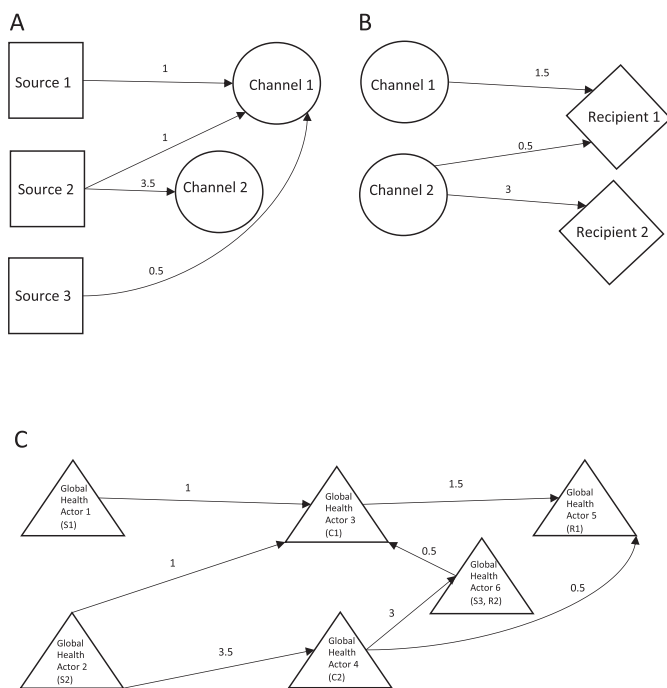 A
Source 1
1
Channel 1
1
Source 2
3.5
Channel 2
0.5
Source 3
B
Channel 1
1.5
Recipient 1
0.5
Channel 2
3
Recipient 2
C
Global
Health
Actor 1
(S1)
1
Global
Health
Actor 3
(C1)
1.5
Global
Health
Actor 5
(R1)
1
0.5
Global
Health
Actor 6
(S3, R2)
3
0.5
Global
Health
Actor 2
(S2)
3.5
Global
Health
Actor 4
(C2)